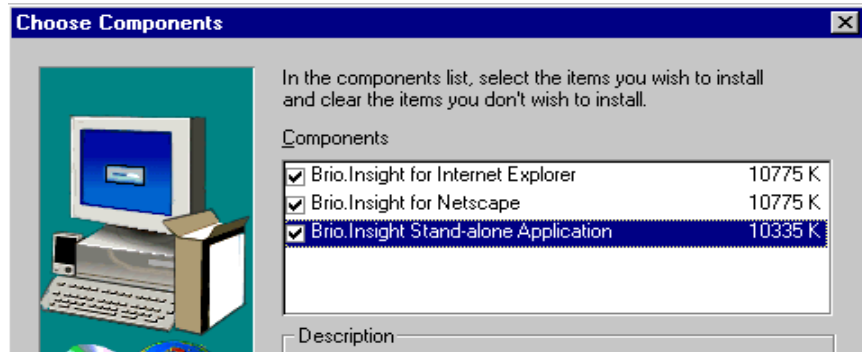 Choose Components
In the components list, select the items you wish to install
and clear the items you don't wish to install.
Components
Brio.Insight for Internet Explorer 10775 K
Brio.Insight for Netscape 10775 K
Brio.Insight Stand-alone Application 10335 K
Description